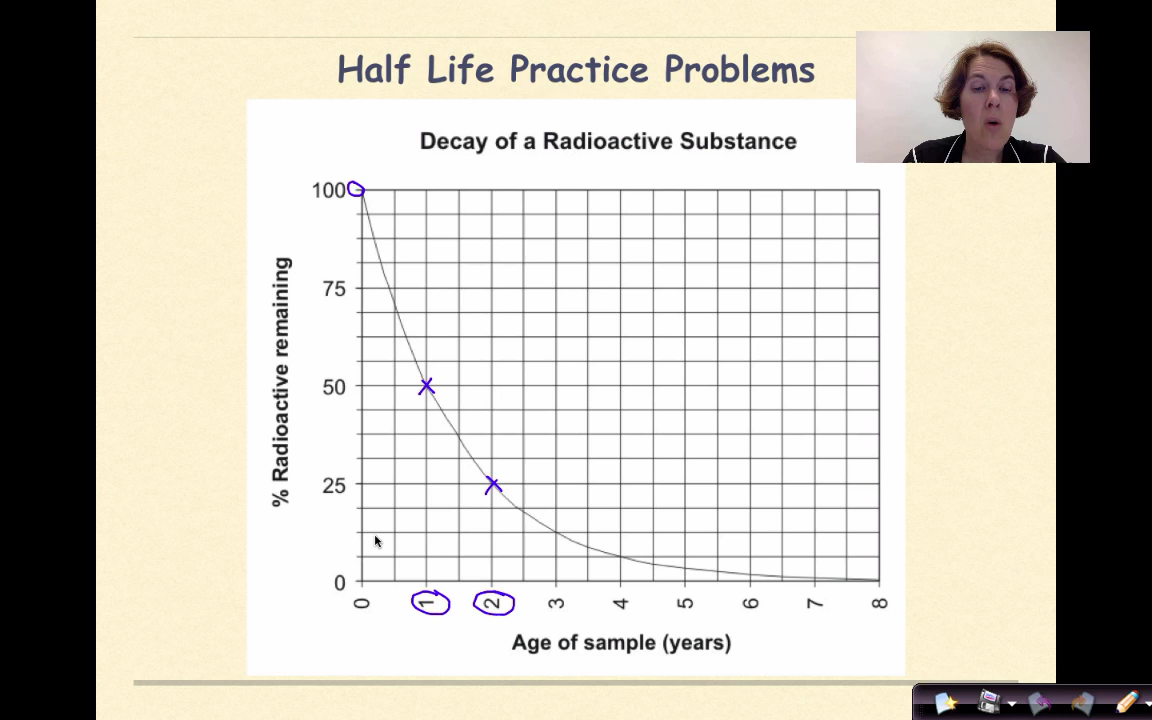 Half Life Practice Problems
Decay of a Radioactive Substance
100
75
50
25
0
% Radioactive remaining
0 1 2 3 4 5 6 7 8
Age of sample (years)